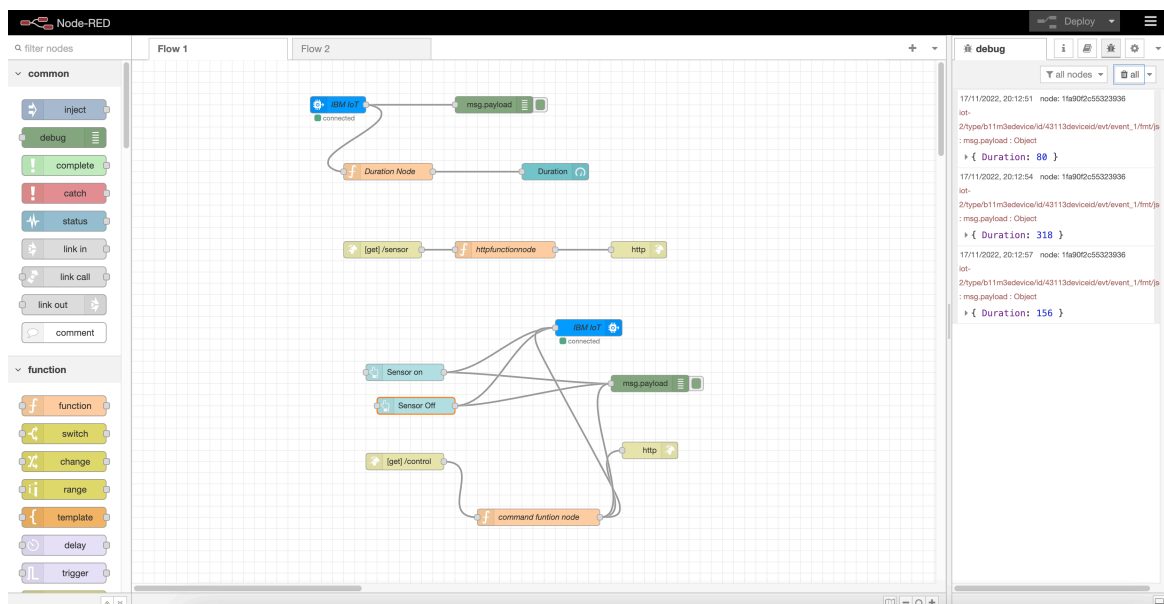 Node-RED
Deploy
filter nodes
Flow 1
Flow 2
debug
i
all nodes
all
common
inject
debug
complete
catch
status
link in
link call
link out
comment
function
function
switch
change
range
template
delay
trigger
IBM IoT
connected
msg.payload
Duration Node
Duration
[get] /sensor
httpfunctionnode
http
IBM IoT
connected
Sensor on
msg.payload
Sensor Off
http
[get] /control
command funtion node
17/11/2022, 20:12:51 node: 1fa90f2c55323936
iot-
2/type/b11m3edevice/id/43113deviceid/evt/event_1/fmt/js
: msg.payload : Object
{ Duration: 80 }
17/11/2022, 20:12:54 node: 1fa90f2c55323936
iot-
2/type/b11m3edevice/id/43113deviceid/evt/event_1/fmt/js
: msg.payload : Object
{ Duration: 318 }
17/11/2022, 20:12:57 node: 1fa90f2c55323936
iot-
2/type/b11m3edevice/id/43113deviceid/evt/event_1/fmt/js
: msg.payload : Object
{ Duration: 156 }